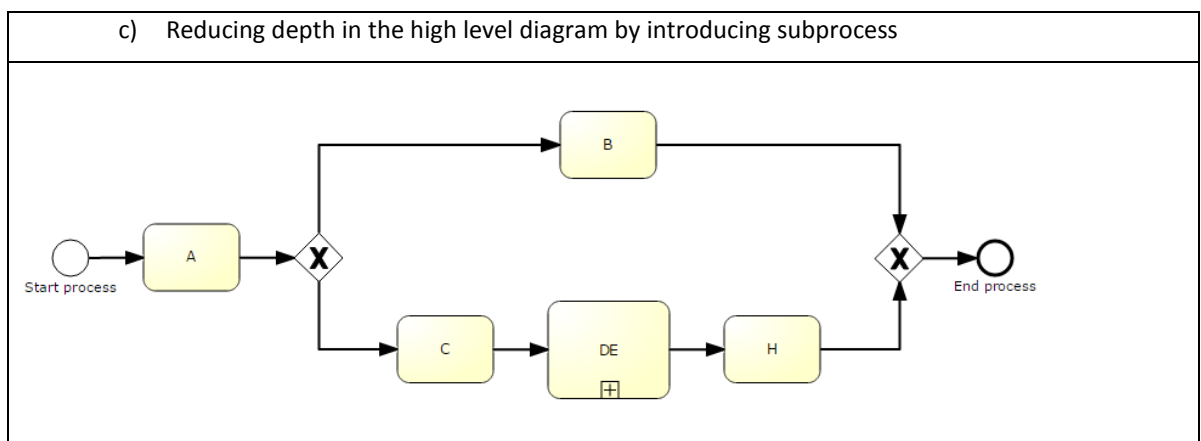 c) Reducing depth in the high level diagram by introducing subprocess
B
A
X
X
Start process
End process
C
DE
H